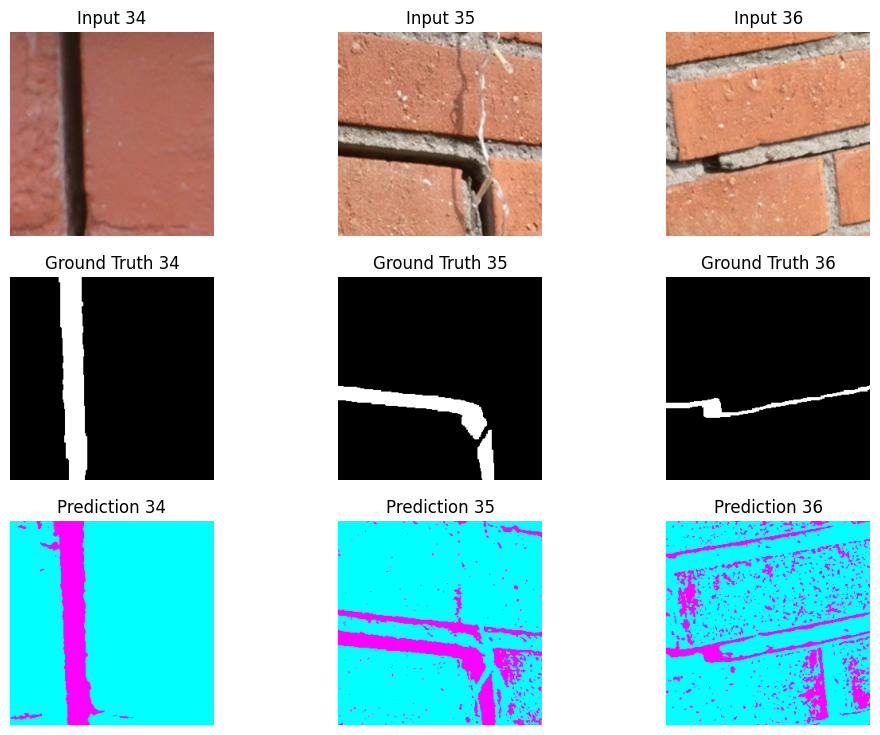 Input 34
Input 35
Input 36
Ground Truth 34
Ground Truth 35
Ground Truth 36
Prediction 34
Prediction 35
Prediction 36